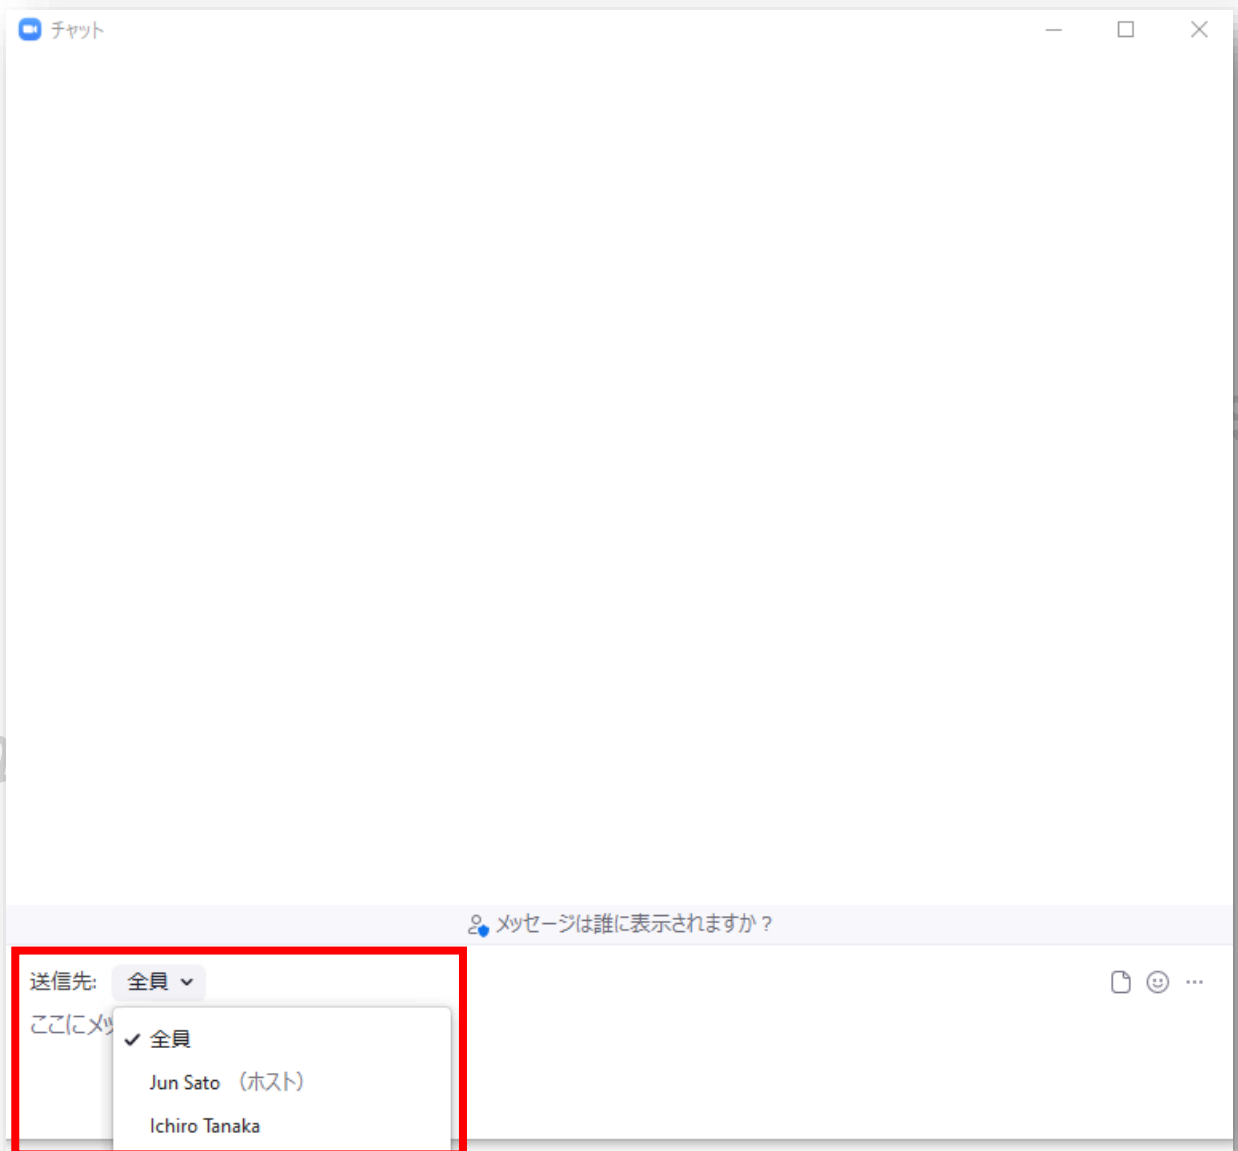 チャット
メッセージは誰に表示されますか？
送信先: 全員
ここにメッ
全員
Jun Sato （ホスト）
Ichiro Tanaka